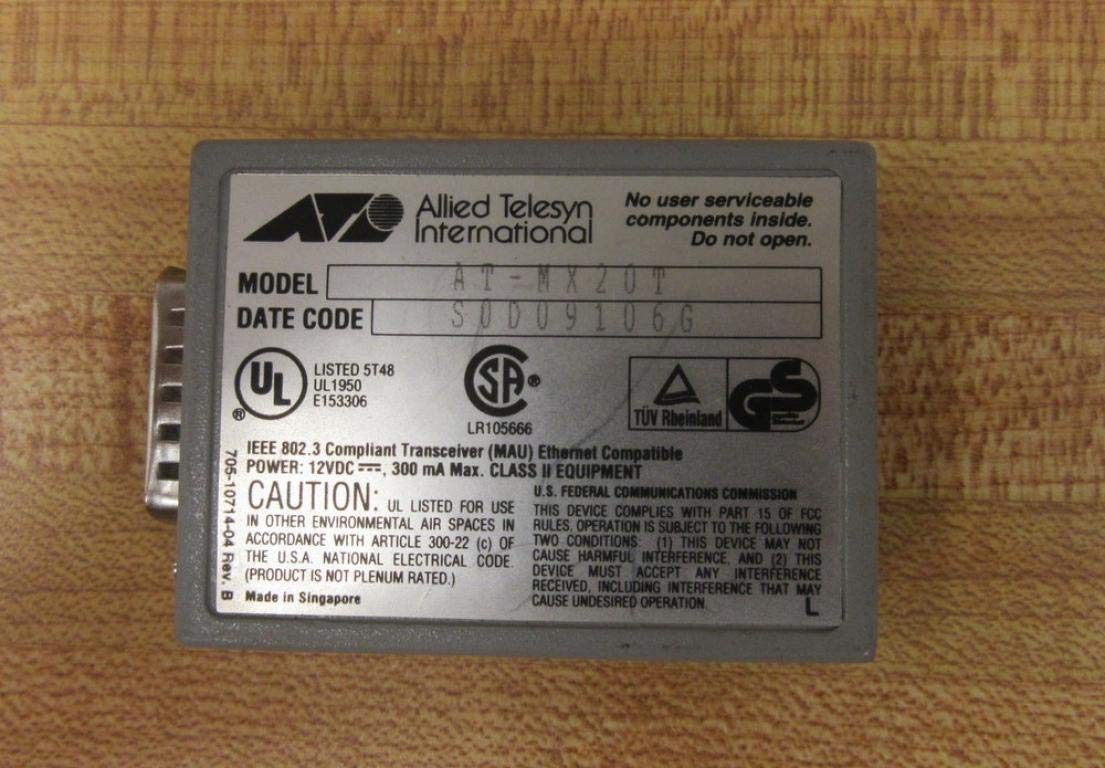 ATI
Allied Telesyn
International
No user serviceable
components inside.
Do not open.
MODEL AT-MX20T
DATE CODE S0D09106G
UL
®
LISTED 5T48
UL1950
E153306
SA ®
LR105666
TÜV Rheinland
GS
IEEE 802.3 Compliant Transceiver (MAU) Ethernet Compatible
POWER: 12VDC, 300 mA Max. CLASS II EQUIPMENT
CAUTION: UL LISTED FOR USE
IN OTHER ENVIRONMENTAL AIR SPACES IN
ACCORDANCE WITH ARTICLE 300-22 (c) OF
THE U.S.A. NATIONAL ELECTRICAL CODE.
(PRODUCT IS NOT PLENUM RATED.)
Made in Singapore
U.S. FEDERAL COMMUNICATIONS COMMISSION
THIS DEVICE COMPLIES WITH PART 15 OF FCC
RULES. OPERATION IS SUBJECT TO THE FOLLOWING
TWO CONDITIONS: (1) THIS DEVICE MAY NOT
CAUSE HARMFUL INTERFERENCE, AND (2) THIS
DEVICE MUST ACCEPT ANY INTERFERENCE
RECEIVED, INCLUDING INTERFERENCE THAT MAY
CAUSE UNDESIRED OPERATION.
L
705-10714-04 Rev. B